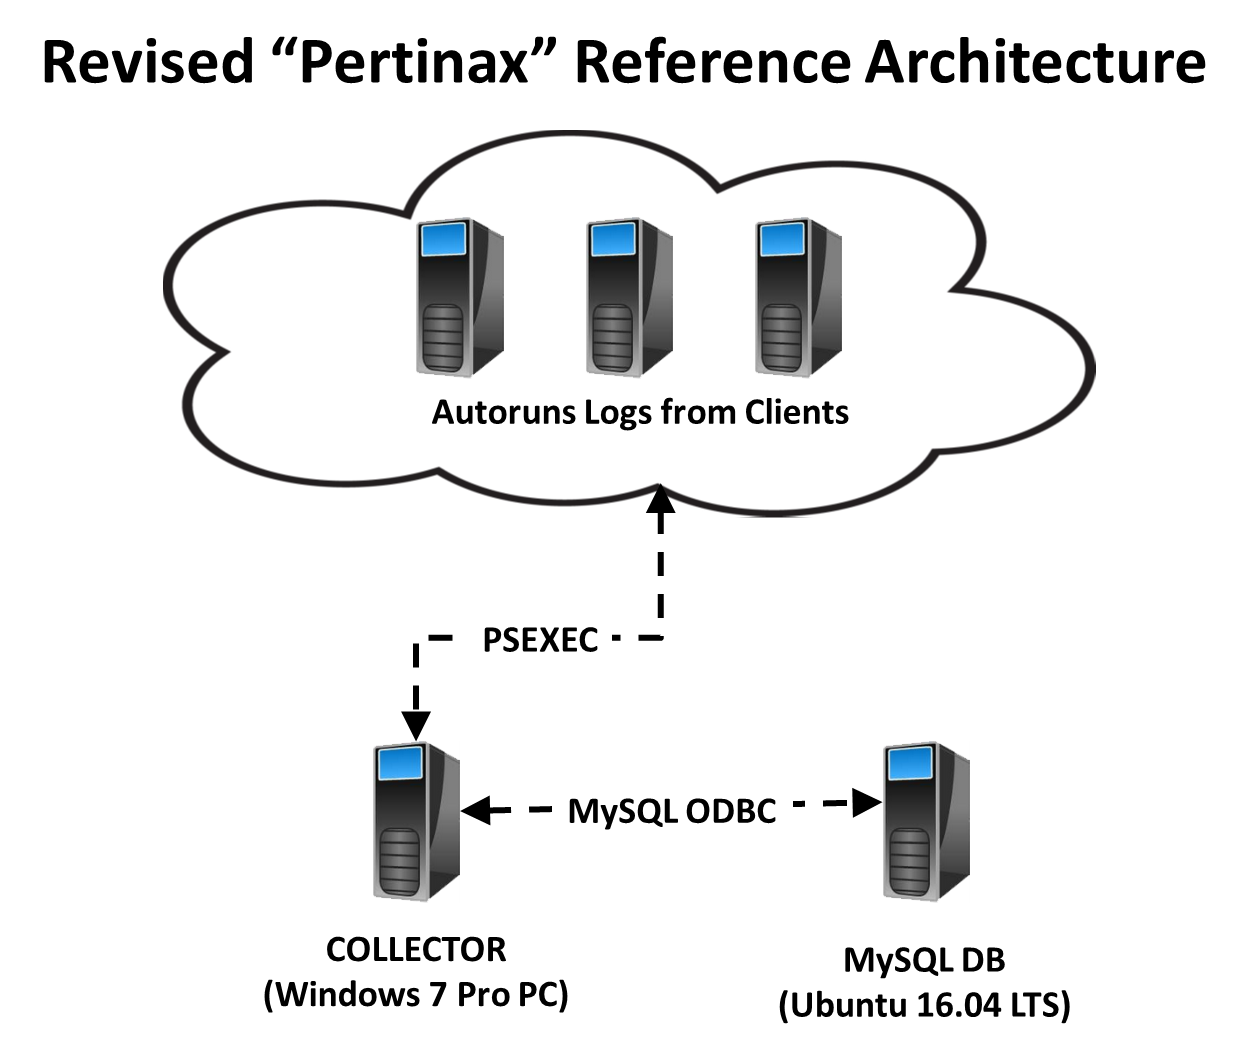 Revised “Pertinax” Reference Architecture
Autoruns Logs from Clients
PSEXEC
MySQL ODBC
COLLECTOR
(Windows 7 Pro PC)
MySQL DB
(Ubuntu 16.04 LTS)